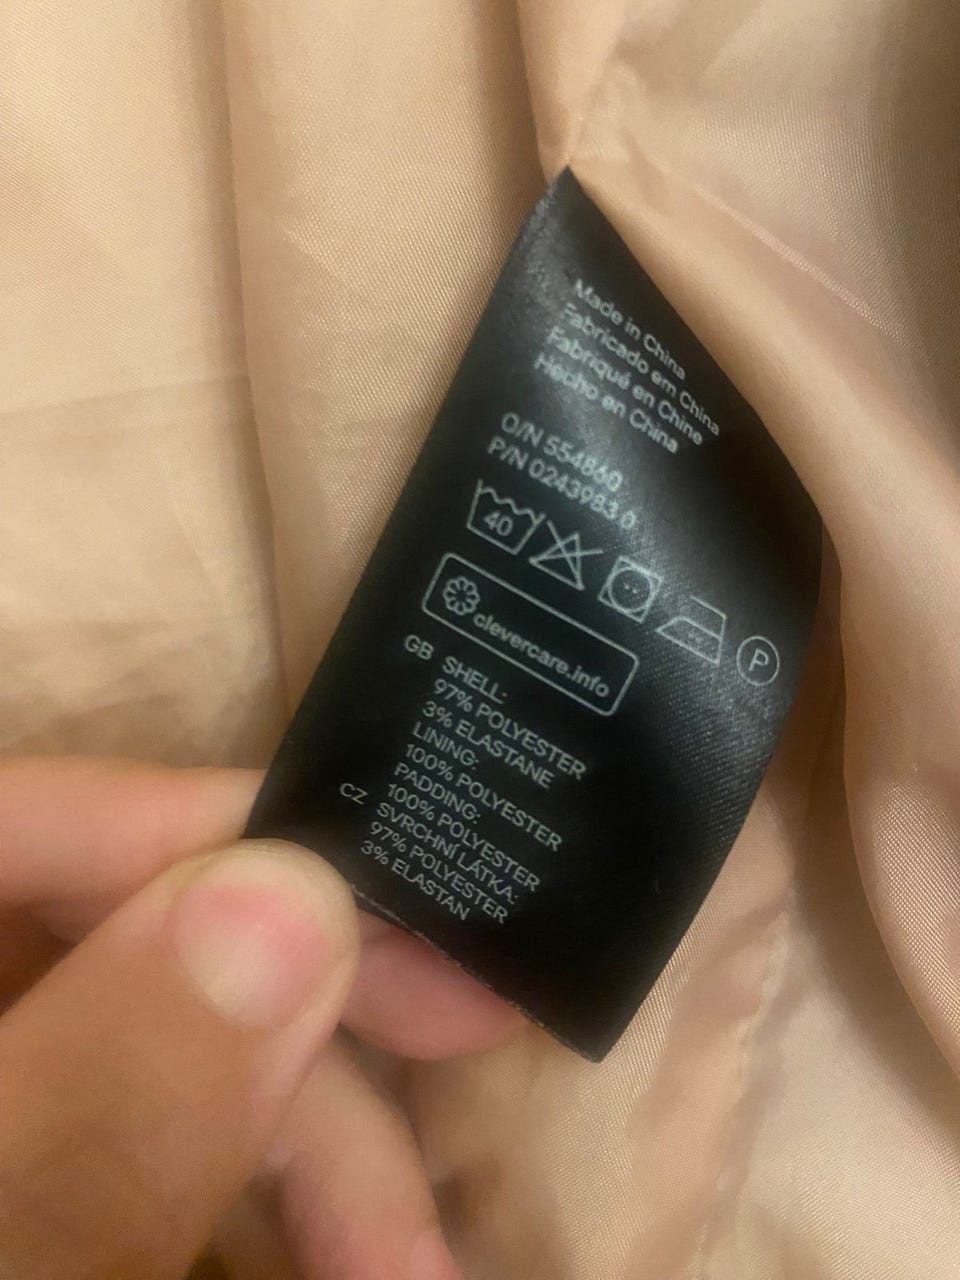 Made in China
Fabricado em China
Fabriqué en Chine
Hecho en China
O/N 554860
P/N 0243983.0
40
P
clevercare.info
GB SHELL:
97% POLYESTER
3% ELASTANE
LINING:
100% POLYESTER
PADDING:
100% POLYESTER
CZ SVRCHNÍ LÁTKA:
97% POLYESTER
3% ELASTAN